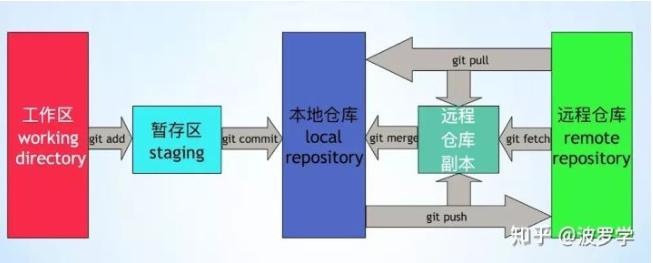 工作区
working
directory
git add
暂存区
staging
git commit
本地仓库
local
repository
git pull
git merge
远程
仓库
副本
git fetch
git push
远程仓库
remote
repository
知乎 @波罗学